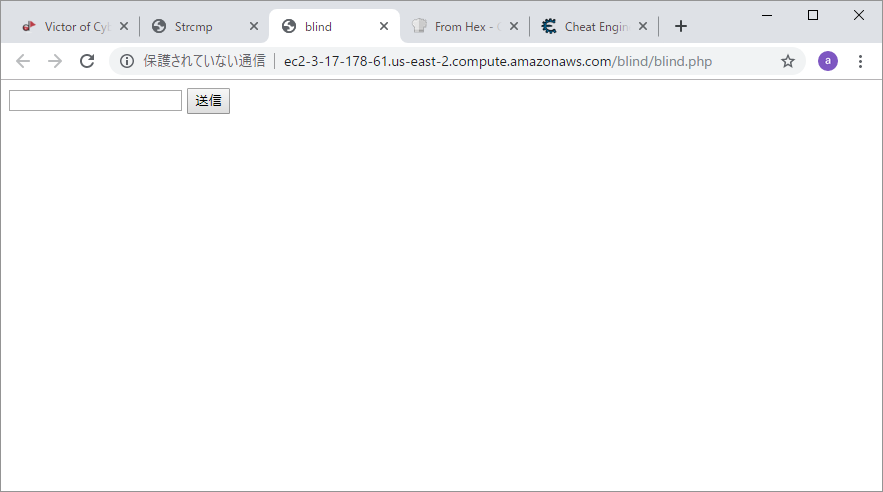 Victor of Cyb
Strcmp
blind
From Hex - C
Cheat Engin
保護されていない通信
ec2-3-17-178-61.us-east-2.compute.amazonaws.com/blind/blind.php
a
送信